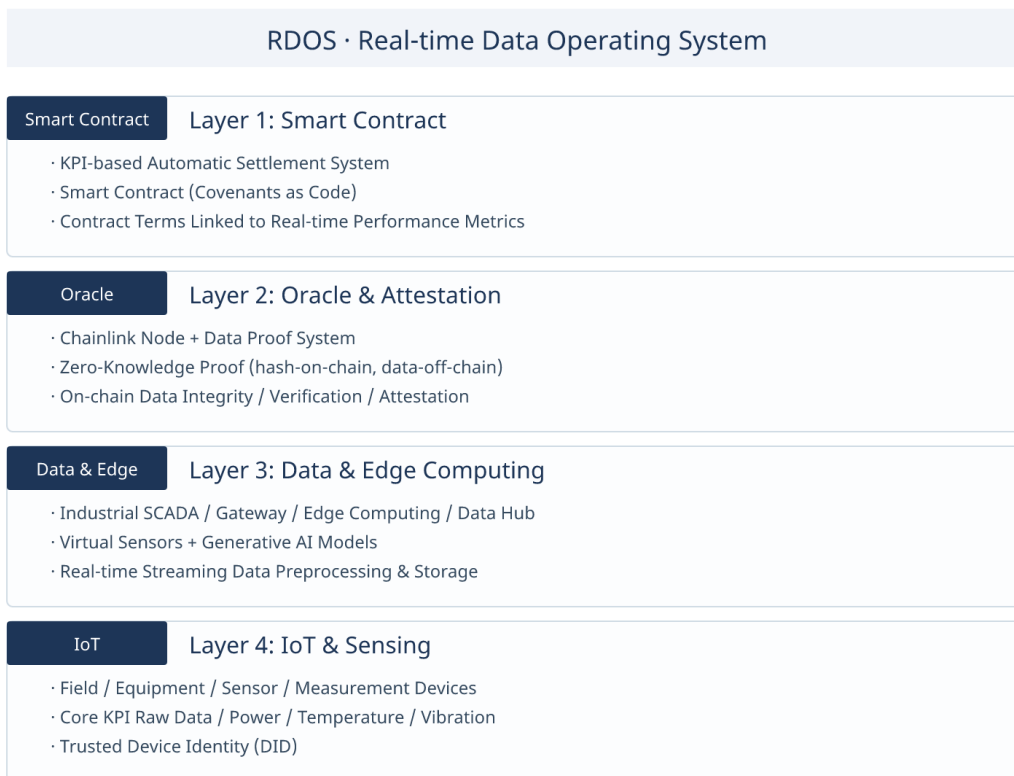 RDOS · Real-time Data Operating System
Smart Contract
Layer 1: Smart Contract
· KPI-based Automatic Settlement System
· Smart Contract (Covenants as Code)
· Contract Terms Linked to Real-time Performance Metrics
Oracle
Layer 2: Oracle & Attestation
· Chainlink Node + Data Proof System
· Zero-Knowledge Proof (hash-on-chain, data-off-chain)
· On-chain Data Integrity / Verification / Attestation
Data & Edge
Layer 3: Data & Edge Computing
· Industrial SCADA / Gateway / Edge Computing / Data Hub
· Virtual Sensors + Generative AI Models
· Real-time Streaming Data Preprocessing & Storage
IoT
Layer 4: IoT & Sensing
· Field / Equipment / Sensor / Measurement Devices
· Core KPI Raw Data / Power / Temperature / Vibration
· Trusted Device Identity (DID)